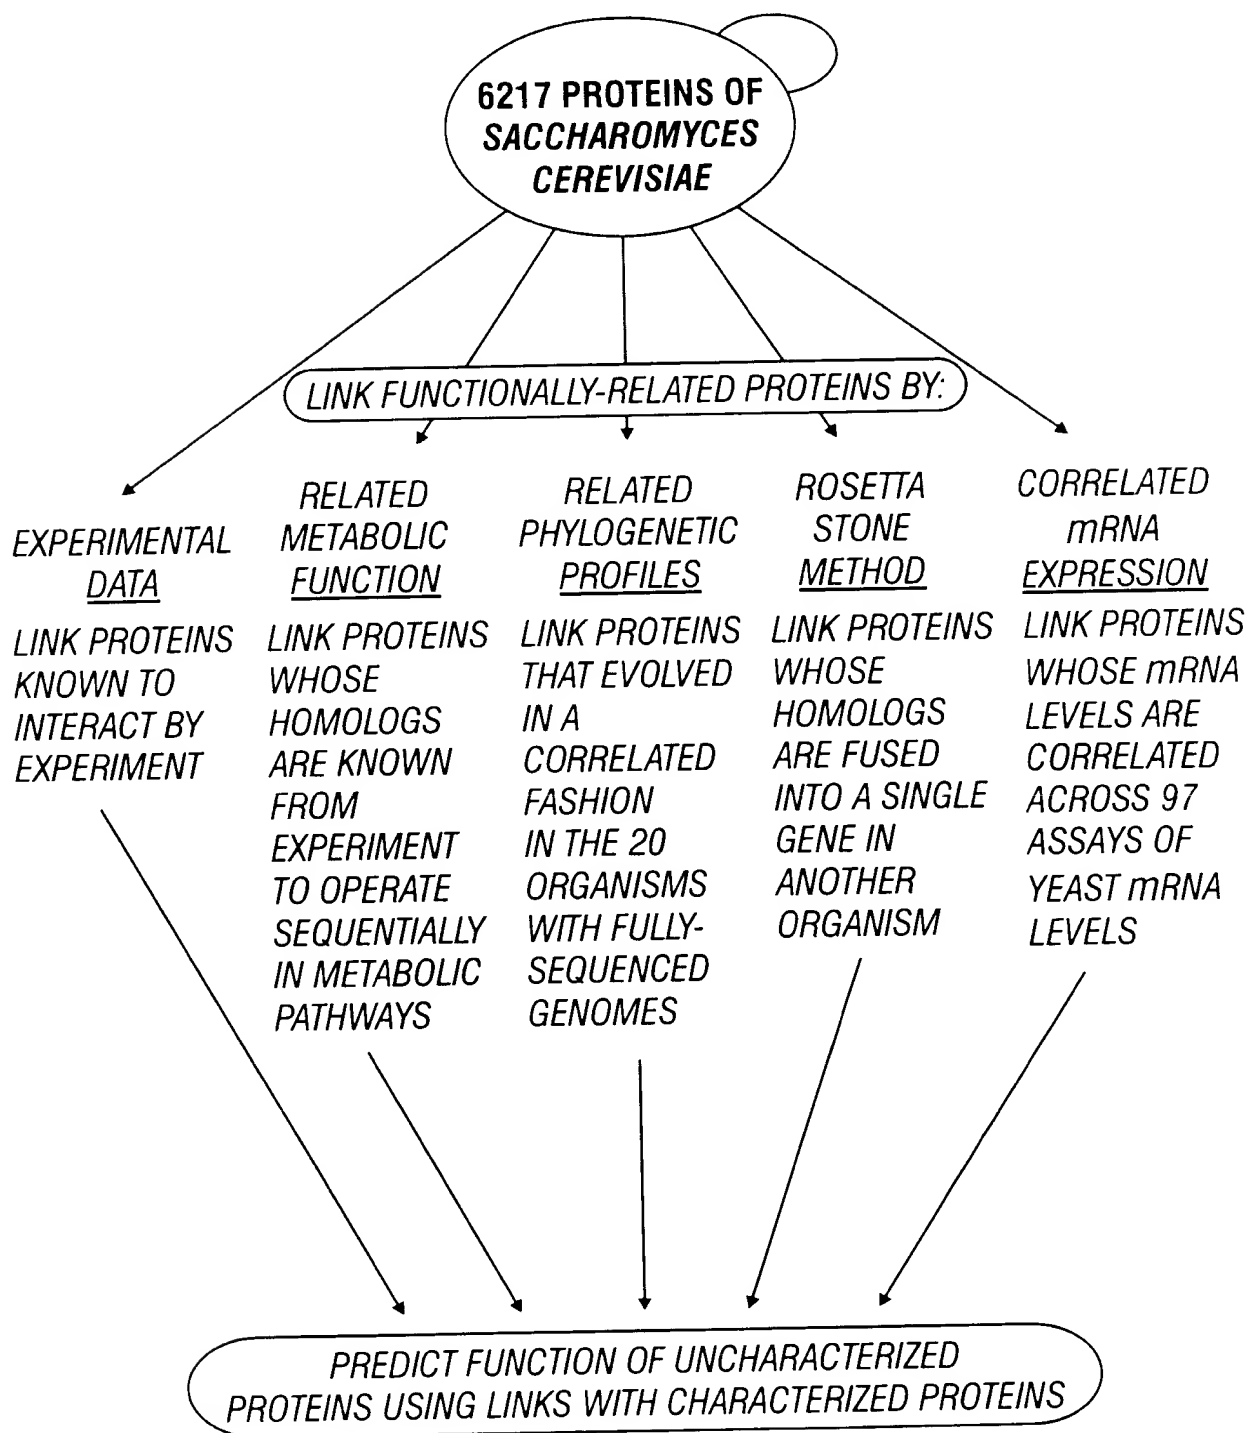 6217 PROTEINS OF
SACCHAROMYCES
CEREVISIAE
LINK FUNCTIONALLY-RELATED PROTEINS BY:
EXPERIMENTAL
DATA
LINK PROTEINS
KNOWN TO
INTERACT BY
EXPERIMENT
RELATED
METABOLIC
FUNCTION
LINK PROTEINS
WHOSE
HOMOLOGS
ARE KNOWN
FROM
EXPERIMENT
TO OPERATE
SEQUENTIALLY
IN METABOLIC
PATHWAYS
RELATED
PHYLOGENETIC
PROFILES
LINK PROTEINS
THAT EVOLVED
IN A
CORRELATED
FASHION
IN THE 20
ORGANISMS
WITH FULLY-
SEQUENCED
GENOMES
ROSETTA
STONE
METHOD
LINK PROTEINS
WHOSE
HOMOLOGS
ARE FUSED
INTO A SINGLE
GENE IN
ANOTHER
ORGANISM
CORRELATED
mRNA
EXPRESSION
LINK PROTEINS
WHOSE mRNA
LEVELS ARE
CORRELATED
ACROSS 97
ASSAYS OF
YEAST mRNA
LEVELS
PREDICT FUNCTION OF UNCHARACTERIZED
PROTEINS USING LINKS WITH CHARACTERIZED PROTEINS